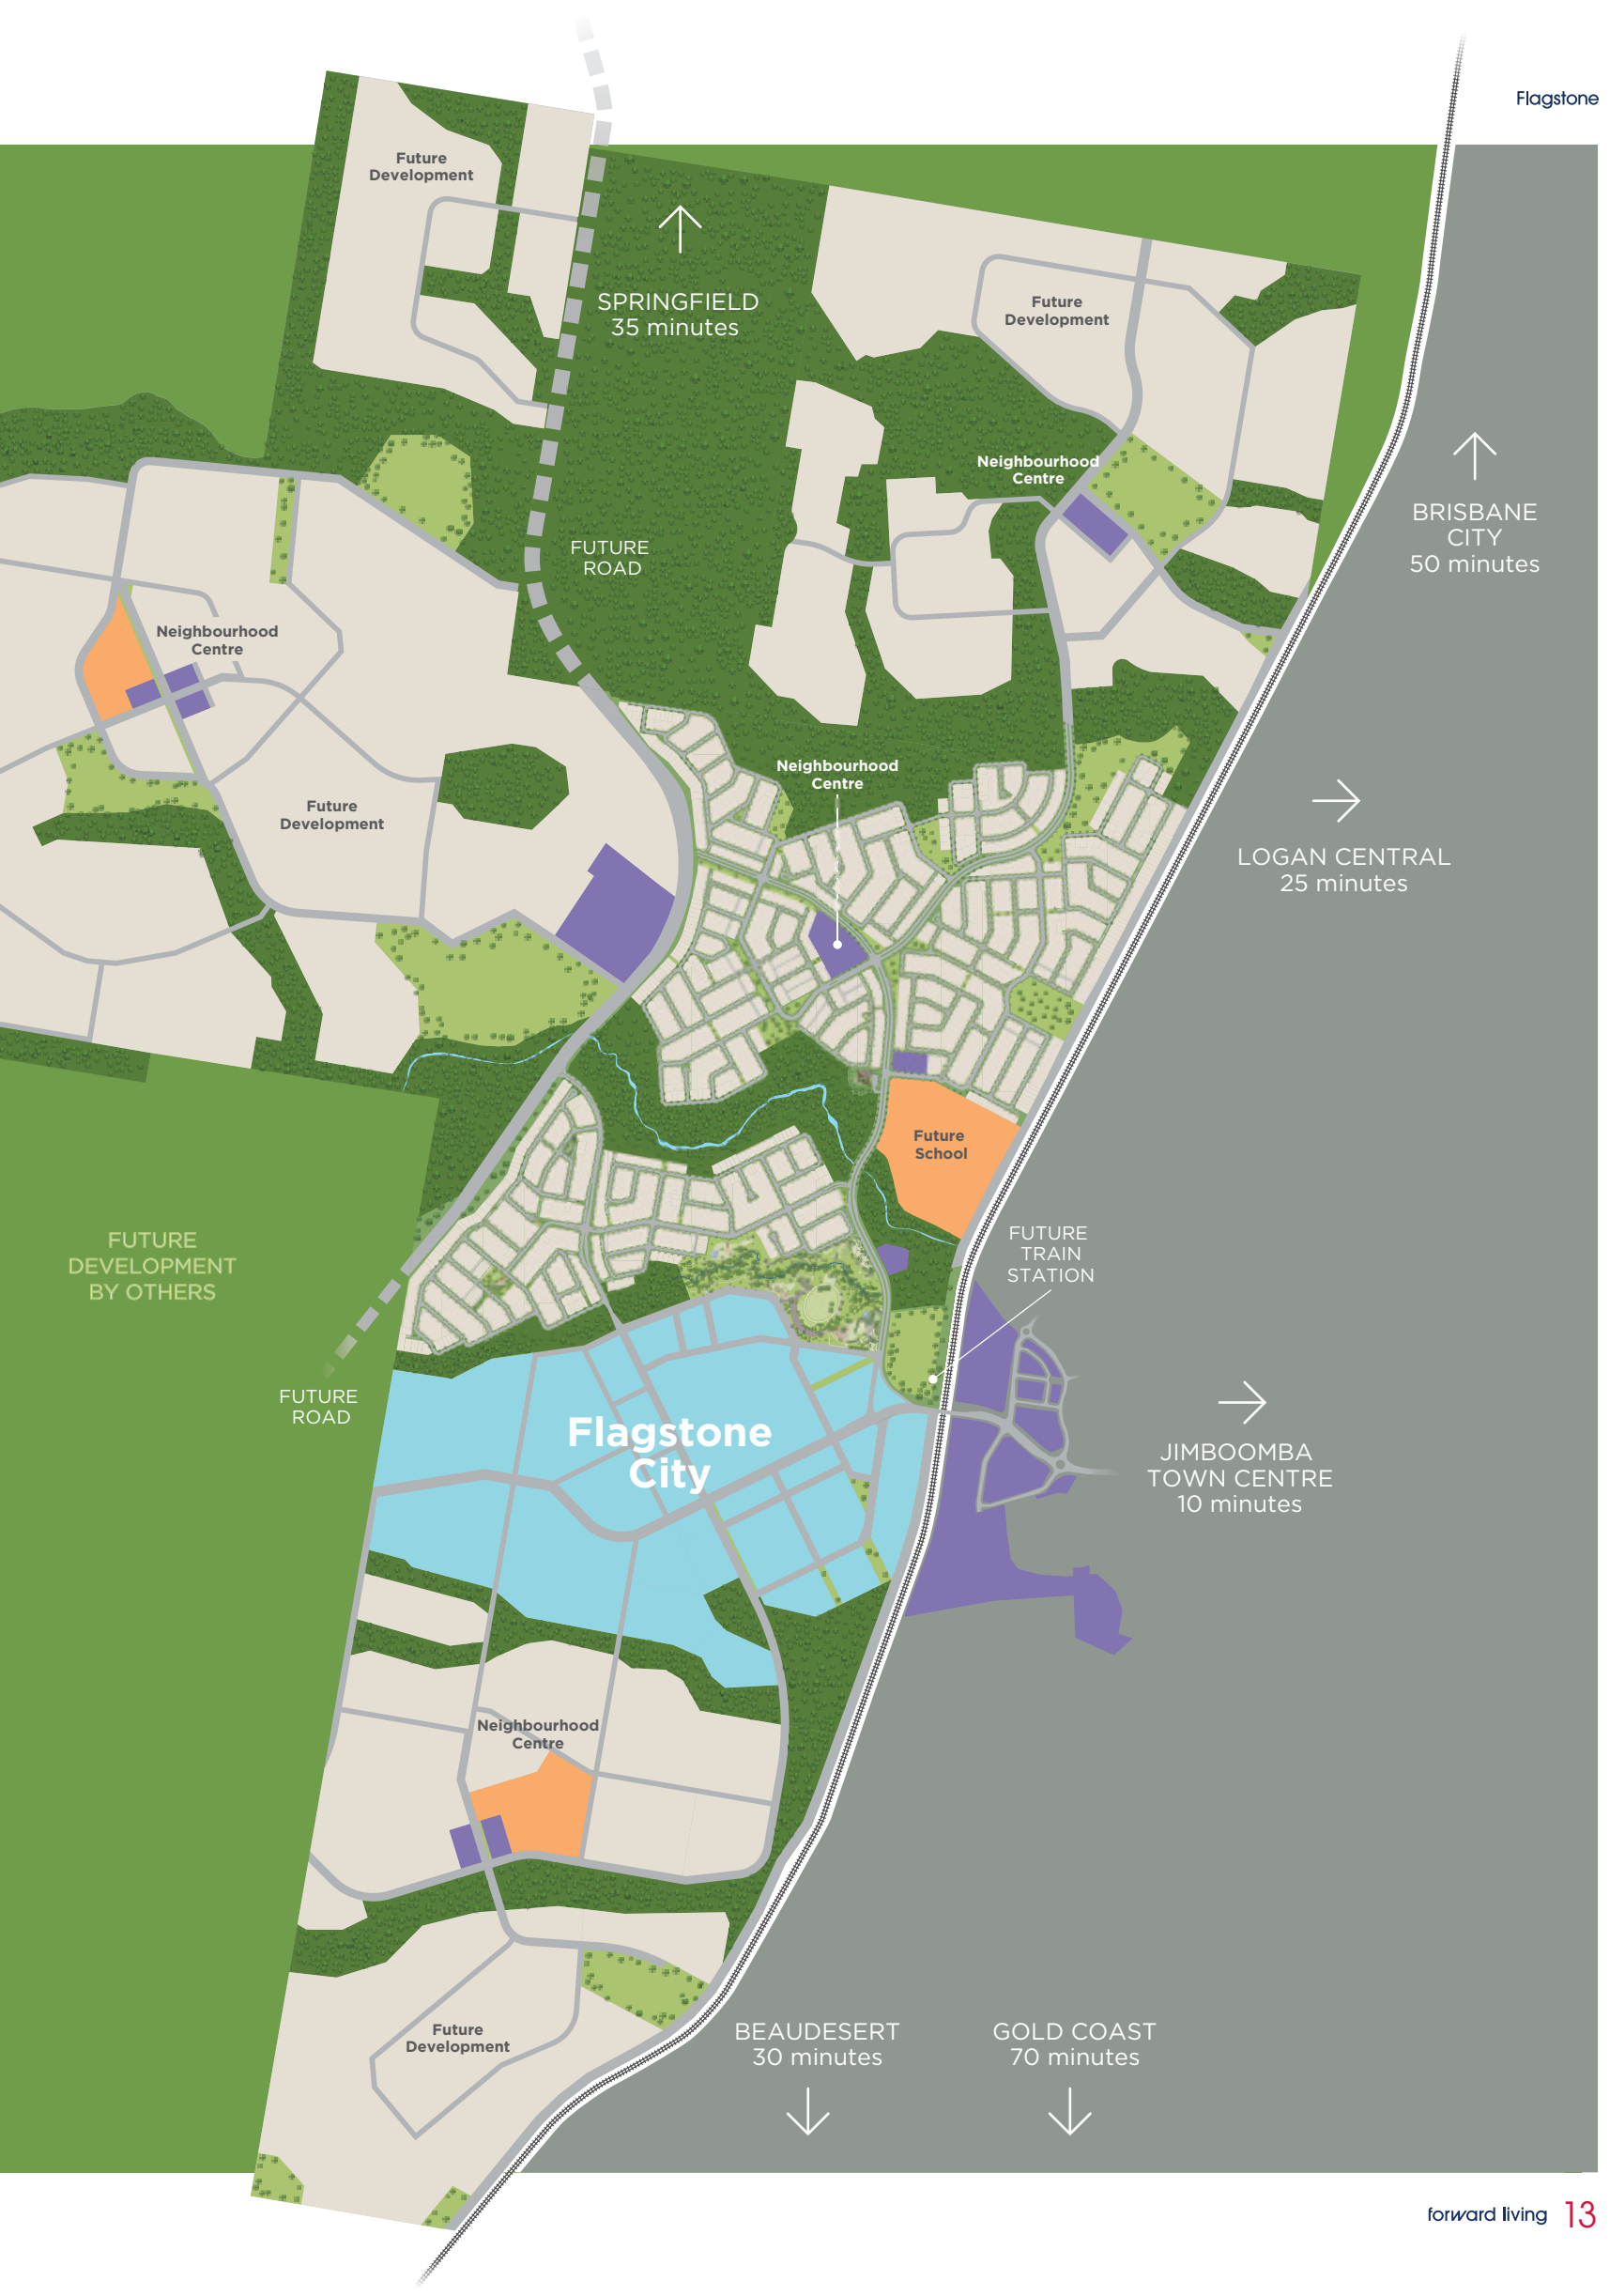 Flagstone
Future
Development
SPRINGFIELD
35 minutes
Future
Development
Neighbourhood
Centre
BRISBANE
CITY
50 minutes
FUTURE
ROAD
Neighbourhood
Centre
Neighbourhood
Centre
Future
Development
LOGAN CENTRAL
25 minutes
Future
School
FUTURE
TRAIN
STATION
FUTURE
DEVELOPMENT
BY OTHERS
FUTURE
ROAD
Flagstone
City
JIMBOOMBA
TOWN CENTRE
10 minutes
Neighbourhood
Centre
Future
Development
BEAUDESERT
30 minutes
GOLD COAST
70 minutes
forward living 13